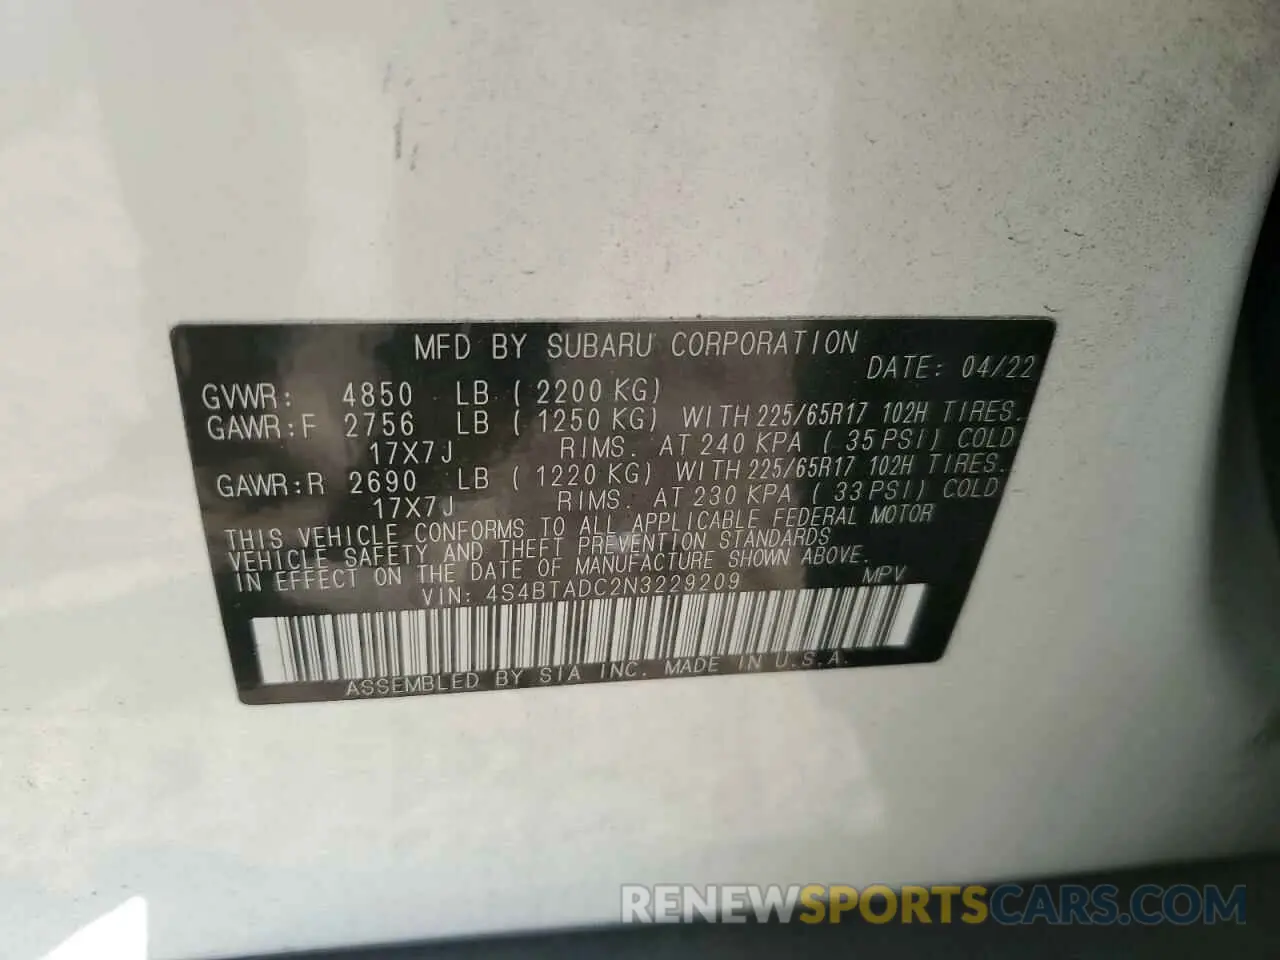 MFD BY SUBARU CORPORATION
DATE: 04/22
GVWR: 4850 LB ( 2200 KG)
GAWR:F 2756 LB ( 1250 KG) WITH 225/65R17 102H TIRES.
17X7J RIMS. AT 240 KPA ( 35 PSI) COLD
GAWR:R 2690 LB ( 1220 KG) WITH 225/65R17 102H TIRES.
17X7J RIMS. AT 230 KPA ( 33 PSI) COLD
THIS VEHICLE CONFORMS TO ALL APPLICABLE FEDERAL MOTOR
VEHICLE SAFETY AND THEFT PREVENTION STANDARDS
IN EFFECT ON THE DATE OF MANUFACTURE SHOWN ABOVE.
VIN: 4S4BTADC2N3229209 MPV
ASSEMBLED BY SIA INC. MADE IN U.S.A.
RENEWSPORTSCARS.COM